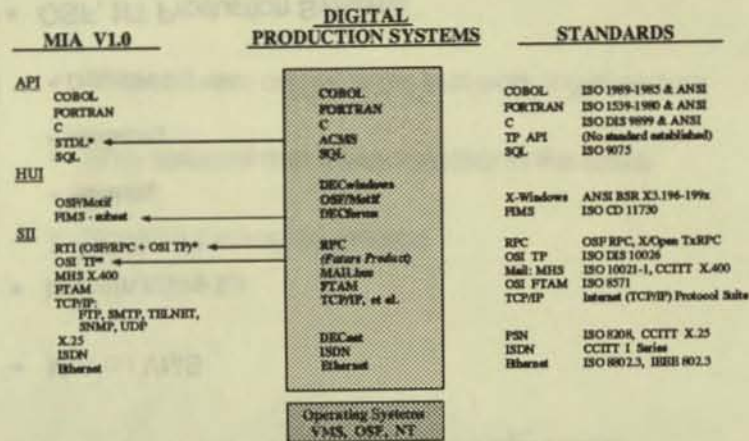 MIA V1.0
API
COBOL
FORTRAN
C
STDL*
SQL
HUI
OSF/Motif
FIMS - subset
SII
RTI (OSF/RPC + OSI TP)*
OSI TP*
MHS X.400
FTAM
TCP/IP:
FTP, SMTP, TELNET,
SNMP, UDP
X.25
ISDN
Ethernet
DIGITAL
PRODUCTION SYSTEMS
COBOL
FORTRAN
C
ACMS
SQL
DECwindows
OSF/Motif
DECforms
RPC
(Future Product)
MAILbus
FTAM
TCP/IP, et al.
DECnet
ISDN
Ethernet
Operating Systems
VMS, OSF, NT
STANDARDS
COBOL ISO 1989-1985 & ANSI
FORTRAN ISO 1539-1980 & ANSI
C ISO DIS 9899 & ANSI
TP API (No standard established)
SQL ISO 9075
X-Windows ANSI BSR X3.196-199x
FIMS ISO CD 11730
RPC OSF RPC, X/Open TxRPC
OSI TP ISO DIS 10026
Mail: MHS ISO 10021-1, CCITT X.400
OSI FTAM ISO 8571
TCP/IP Internet (TCP/IP) Protocol Suite
PSN ISO 8208, CCITT X.25
ISDN CCITT I Series
Ethernet ISO 8802.3, IEEE 802.3